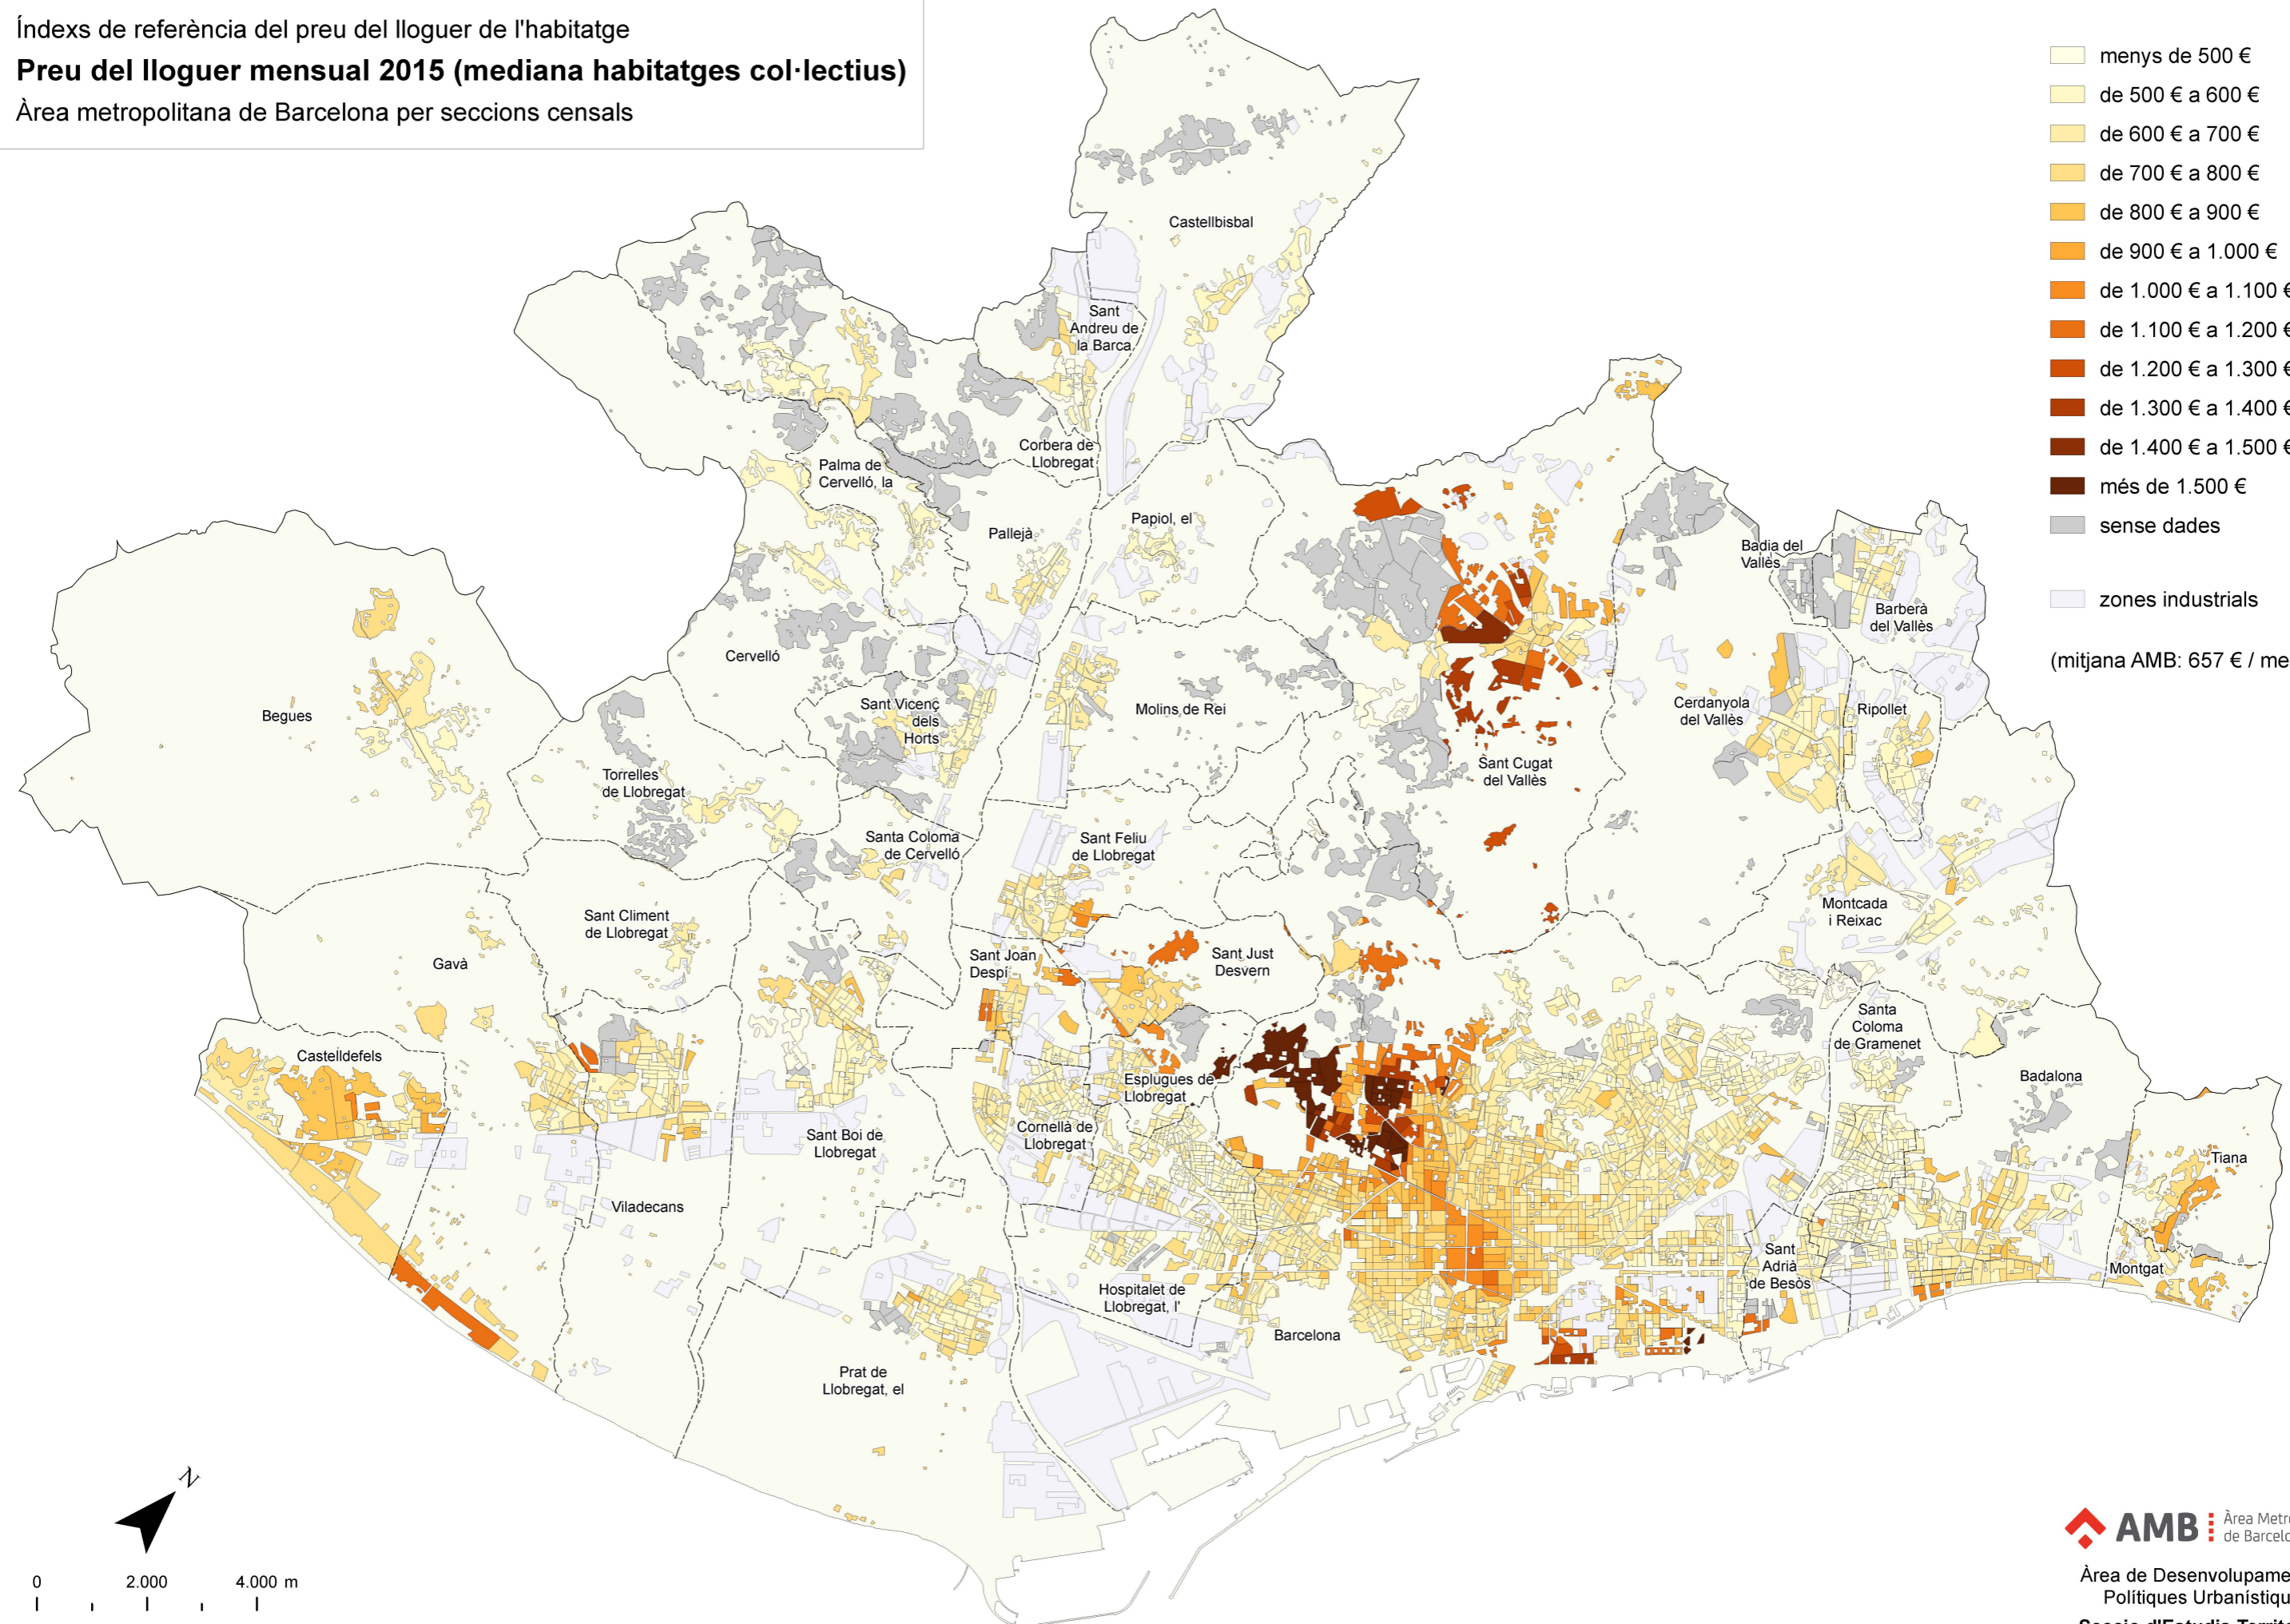 Índexs de referència del preu del lloguer de l'habitatge
Preu del lloguer mensual 2015 (mediana habitatges col·lectius)
Àrea metropolitana de Barcelona per seccions censals
menys de 500 €
de 500 € a 600 €
de 600 € a 700 €
de 700 € a 800 €
de 800 € a 900 €
de 900 € a 1.000 €
de 1.000 € a 1.100 €
de 1.100 € a 1.200 €
de 1.200 € a 1.300 €
de 1.300 € a 1.400 €
de 1.400 € a 1.500 €
més de 1.500 €
sense dades
zones industrials
(mitjana AMB: 657 € / me
Castellbisbal
Sant
Andreu de
la Barca
Corbera de
Llobregat
Palma de
Cervelló, la
Pallejà
Papiol, el
Badia del
Vallès
Barberà
del Vallès
Cervelló
Begues
Sant Vicenç
dels
Horts
Molins de Rei
Cerdanyola
del Vallès
Ripollet
Sant Cugat
del Vallès
Torrelles
de Llobregat
Santa Coloma
de Cervelló
Sant Feliu
de Llobregat
Montcada
i Reixac
Sant Climent
de Llobregat
Gavà
Sant Joan
Despí
Sant Just
Desvern
Santa
Coloma
de Gramenet
Castelldefels
Badalona
Esplugues de
Llobregat
Cornellà de
Llobregat
Sant Boi de
Llobregat
Tiana
Viladecans
Sant
Adrià
de Besòs
Montgat
Hospitalet de
Llobregat, l'
Barcelona
Prat de
Llobregat, el
N
0 2.000 4.000 m
AMB
Àrea Metro
de Barcelo
Àrea de Desenvolupame
Polítiques Urbanístiqu